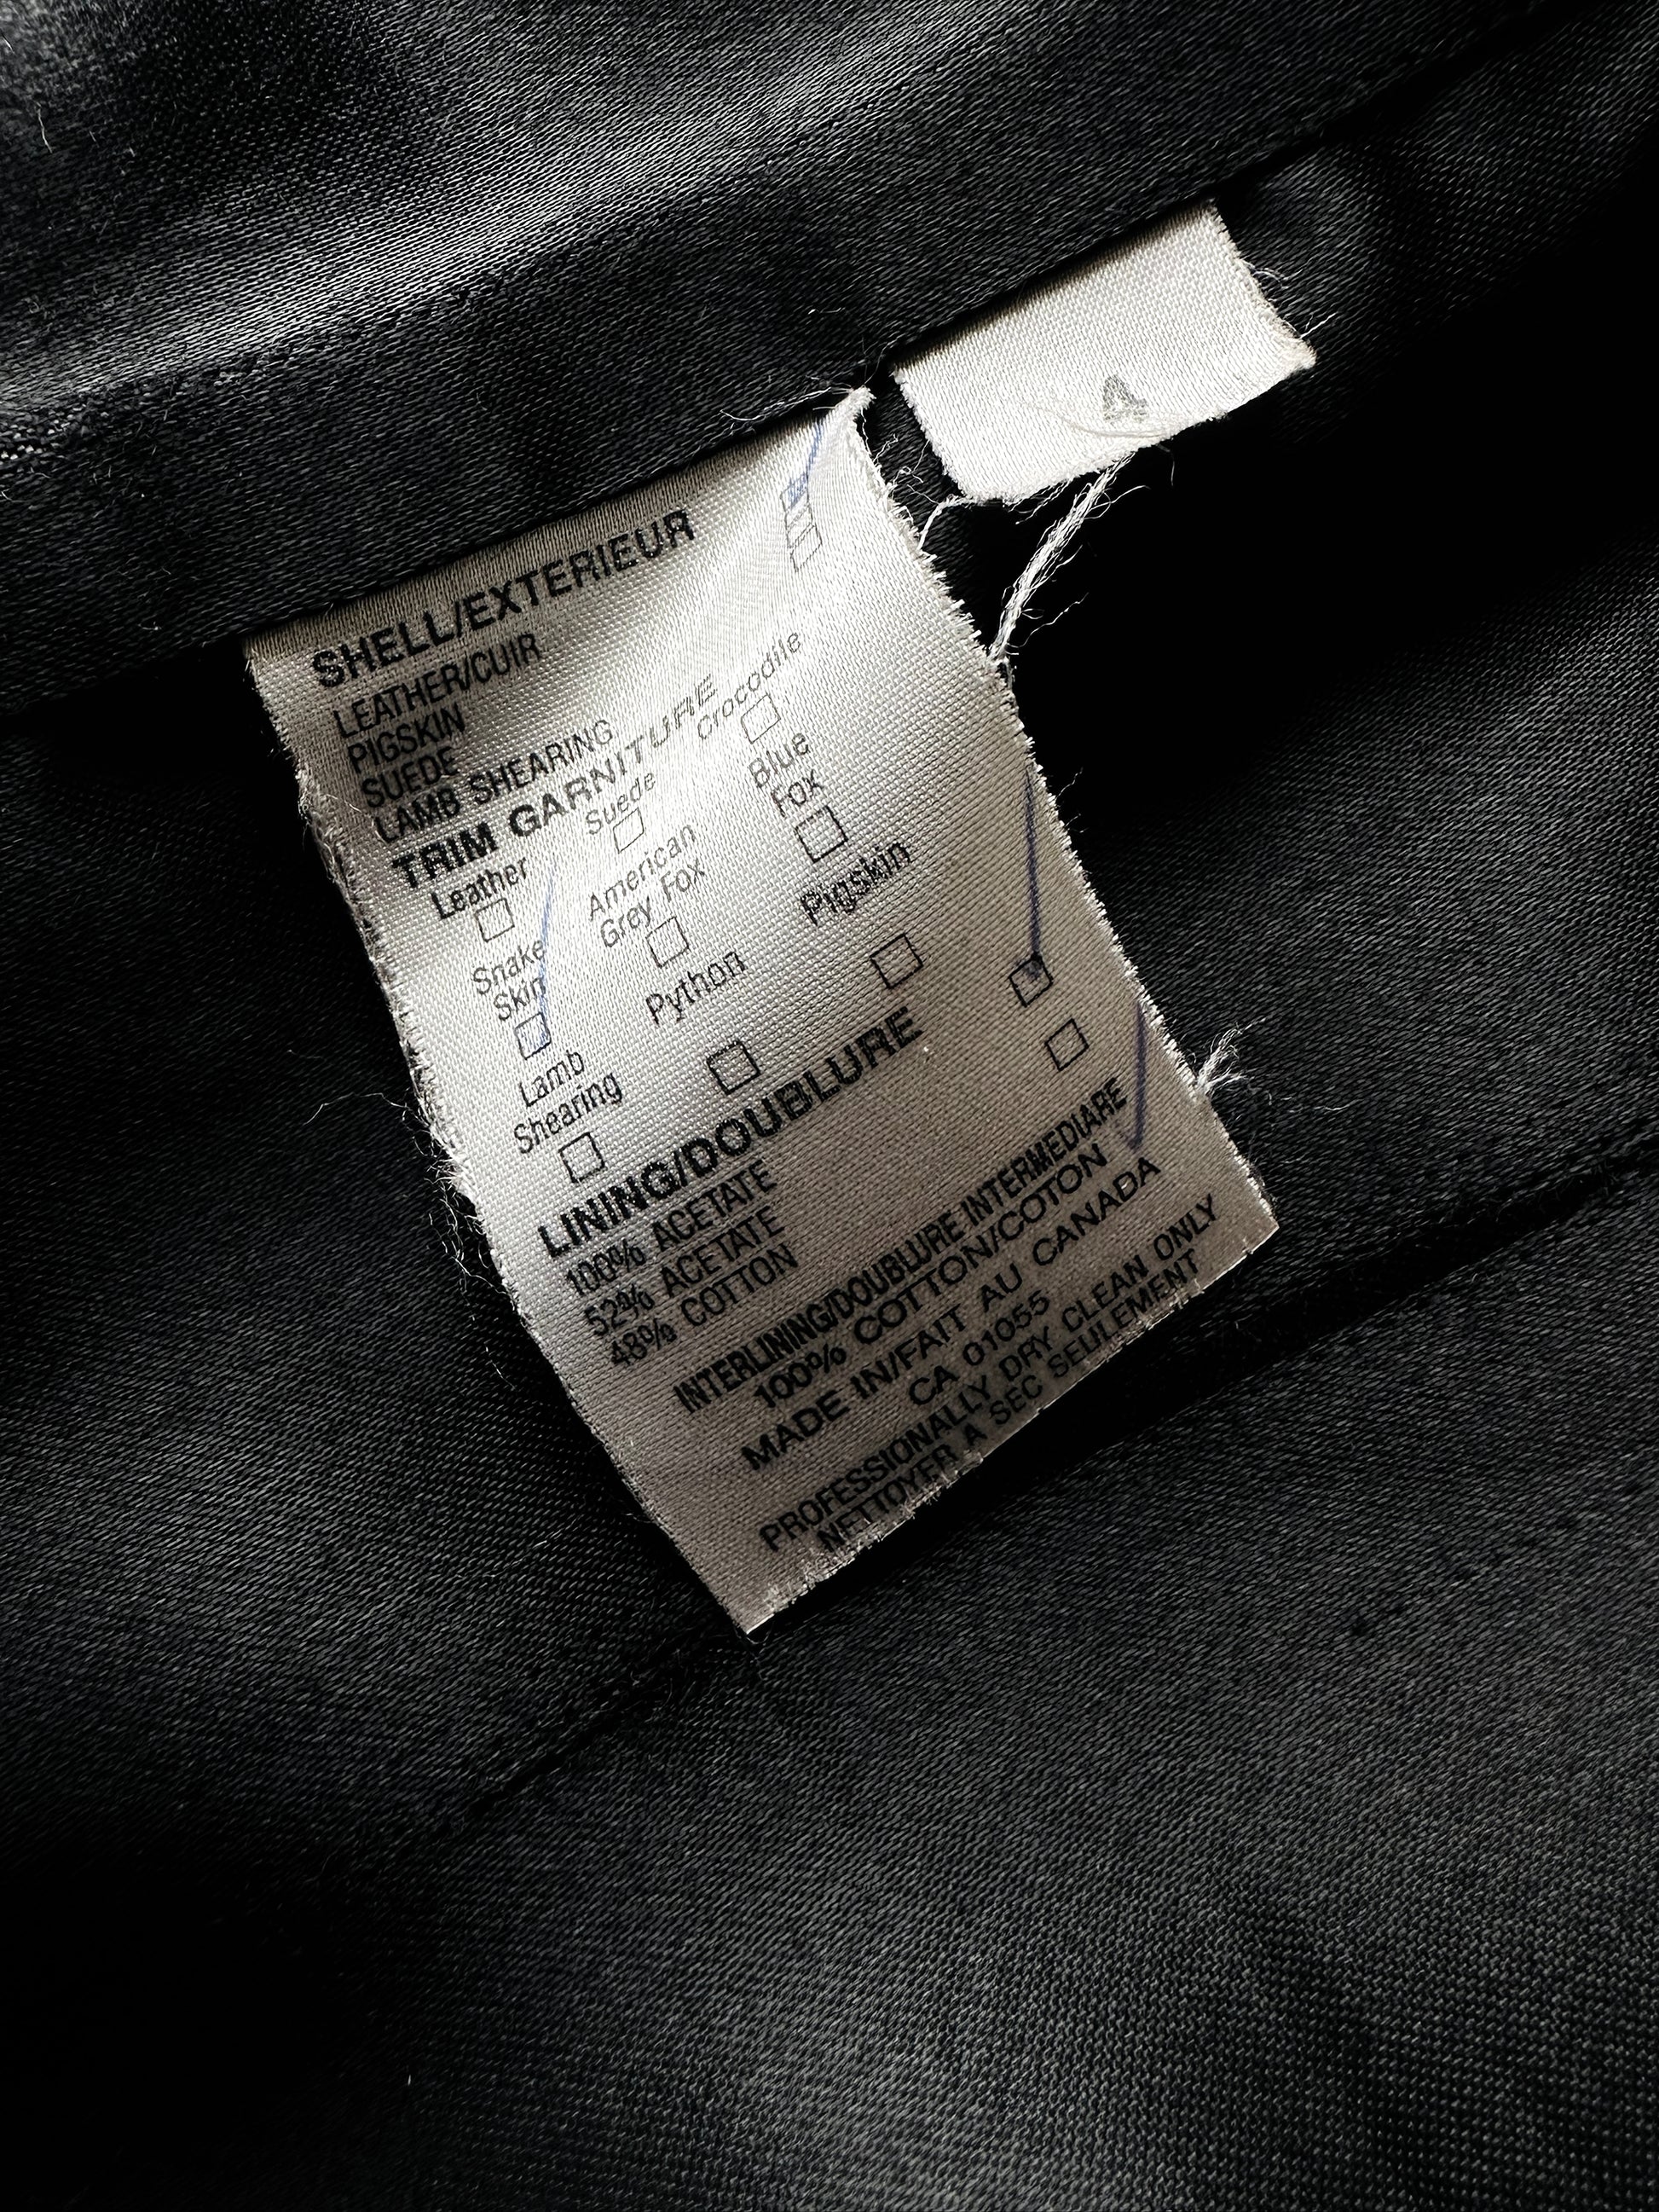 4
SHELL/EXTERIEUR
LEATHER/CUIR
PIGSKIN
SUEDE
LAMB SHEARING
TRIM GARNITURE
Leather Suede Crocodile
Snake Skin American Grey Fox Blue Fox
Lamb Shearing Python Pigskin
LINING/DOUBLURE
100% ACETATE
52% ACETATE
48% COTTON
INTERLINING/DOUBLURE INTERMEDIARE
100% COTTON/COTON
MADE IN/FAIT AU CANADA
CA 01055
PROFESSIONALLY DRY CLEAN ONLY
NETTOYER A SEC SEULEMENT